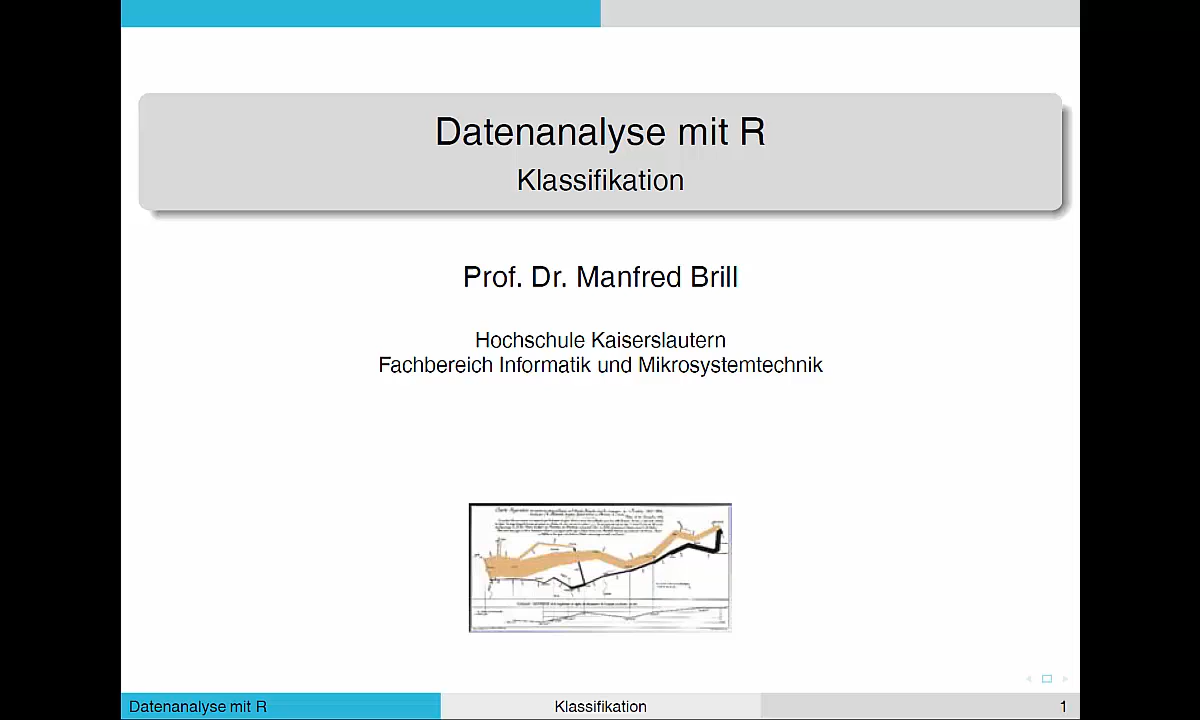 Datenanalyse mit R
Klassifikation
Prof. Dr. Manfred Brill
Hochschule Kaiserslautern
Fachbereich Informatik und Mikrosystemtechnik
Datenanalyse mit R
Klassifikation
1